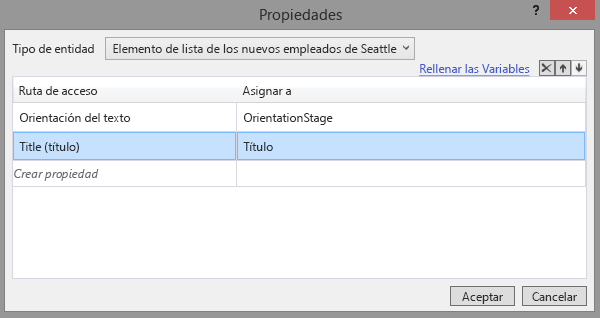 Propiedades
?
Tipo de entidad Elemento de lista de los nuevos empleados de Seattle
Rellenar las Variables
Ruta de acceso Asignar a
Orientación del texto OrientationStage
Title (título) Título
Crear propiedad
Aceptar Cancelar